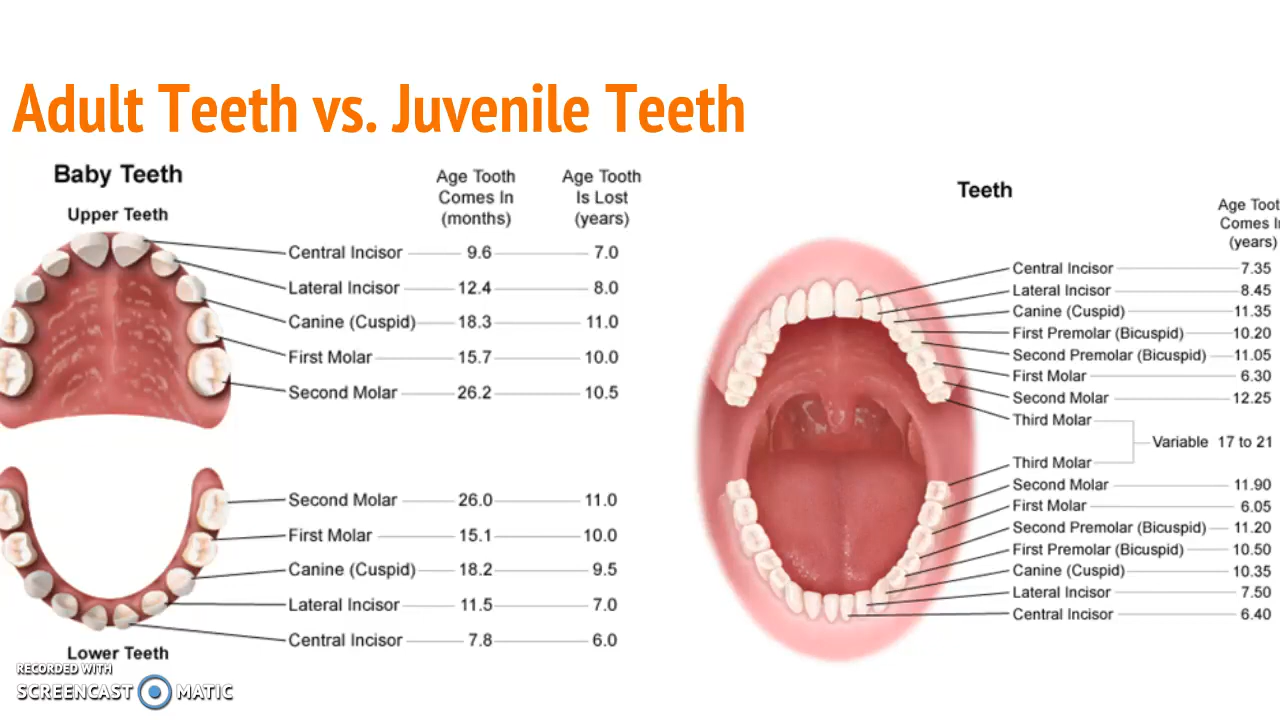 Adult Teeth vs. Juvenile Teeth
Baby Teeth
Upper Teeth
Age Tooth
Comes In
(months)
Age Tooth
Is Lost
(years)
Central Incisor 9.6 7.0
Lateral Incisor 12.4 8.0
Canine (Cuspid) 18.3 11.0
First Molar 15.7 10.0
Second Molar 26.2 10.5
Second Molar 26.0 11.0
First Molar 15.1 10.0
Canine (Cuspid) 18.2 9.5
Lateral Incisor 11.5 7.0
Central Incisor 7.8 6.0
Lower Teeth
RECORDED WITH
SCREENCAST MATIC
Teeth
Age Toot
Comes I
(years)
Central Incisor 7.35
Lateral Incisor 8.45
Canine (Cuspid) 11.35
First Premolar (Bicuspid) 10.20
Second Premolar (Bicuspid) 11.05
First Molar 6.30
Second Molar 12.25
Third Molar
Variable 17 to 21
Third Molar
Second Molar 11.90
First Molar 6.05
Second Premolar (Bicuspid) 11.20
First Premolar (Bicuspid) 10.50
Canine (Cuspid) 10.35
Lateral Incisor 7.50
Central Incisor 6.40